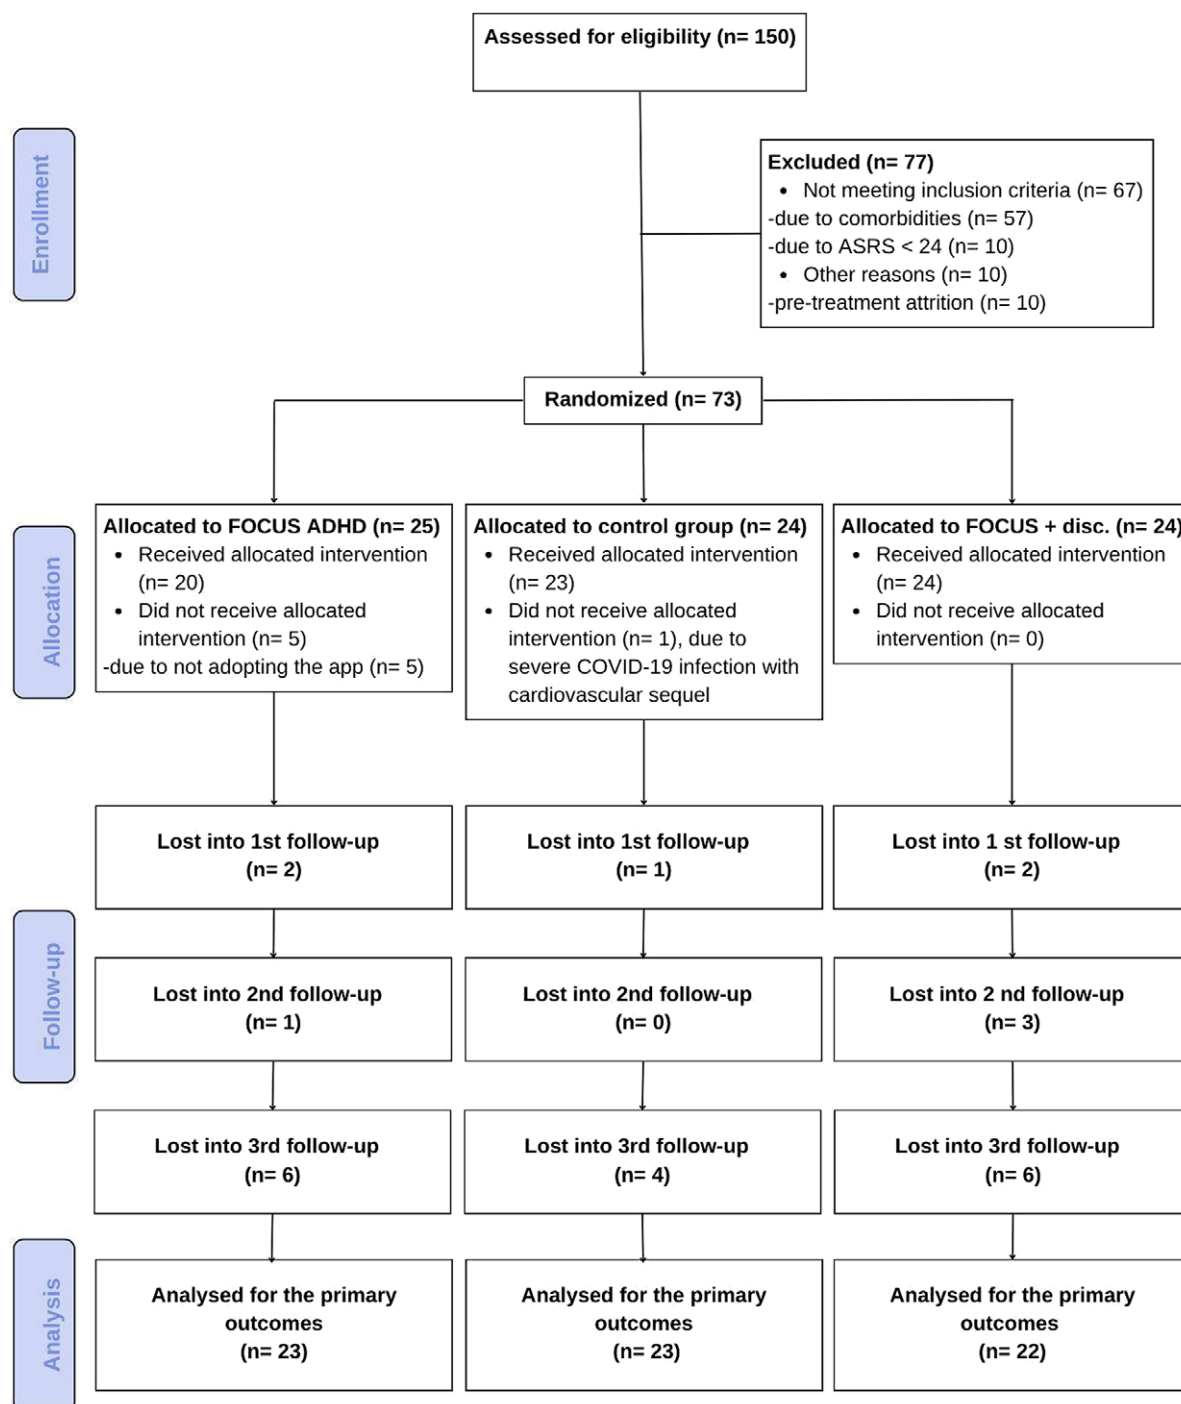 Assessed for eligibility (n= 150)
Enrollment
Excluded (n= 77)
• Not meeting inclusion criteria (n= 67)
-due to comorbidities (n= 57)
-due to ASRS < 24 (n= 10)
• Other reasons (n= 10)
-pre-treatment attrition (n= 10)
Randomized (n= 73)
Allocation
Allocated to FOCUS ADHD (n= 25)
• Received allocated intervention
(n= 20)
• Did not receive allocated
intervention (n= 5)
-due to not adopting the app (n= 5)
Allocated to control group (n= 24)
• Received allocated intervention
(n= 23)
• Did not receive allocated
intervention (n= 1), due to
severe COVID-19 infection with
cardiovascular sequel
Allocated to FOCUS + disc. (n= 24)
• Received allocated intervention
(n= 24)
• Did not receive allocated
intervention (n= 0)
Follow-up
Lost into 1st follow-up
(n= 2)
Lost into 1st follow-up
(n= 1)
Lost into 1 st follow-up
(n= 2)
Lost into 2nd follow-up
(n= 1)
Lost into 2nd follow-up
(n= 0)
Lost into 2 nd follow-up
(n= 3)
Lost into 3rd follow-up
(n= 6)
Lost into 3rd follow-up
(n= 4)
Lost into 3rd follow-up
(n= 6)
Analysis
Analysed for the primary
outcomes
(n= 23)
Analysed for the primary
outcomes
(n= 23)
Analysed for the primary
outcomes
(n= 22)